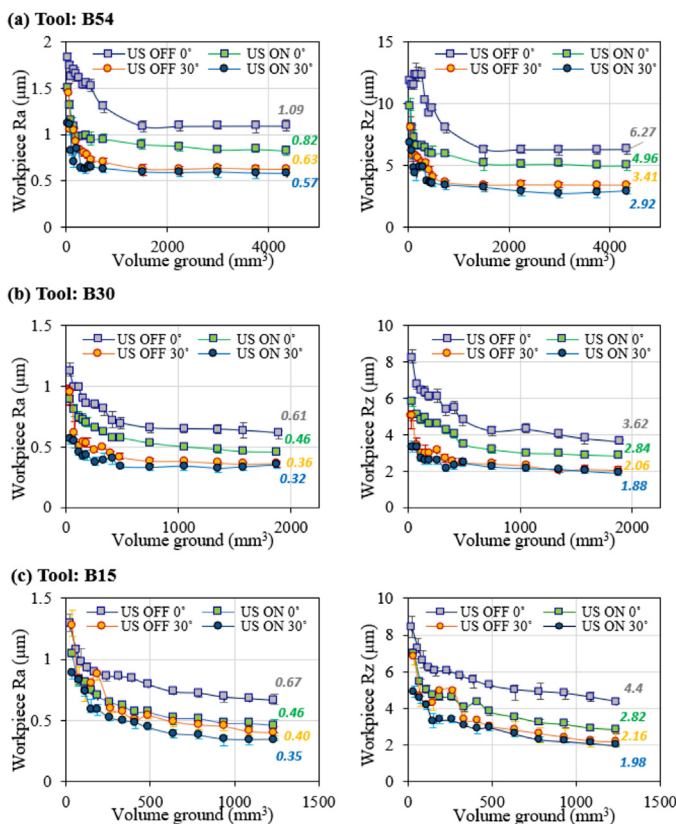 (a) Tool: B54
US OFF 0° US ON 0°
US OFF 30° US ON 30°
Workpiece Ra (µm)
2
1.5
1
0.5
0
1.09
0.82
0.63
0.57
0 2000 4000
Volume ground (mm³)
US OFF 0° US ON 0°
US OFF 30° US ON 30°
Workpiece Rz (µm)
15
10
5
0
6.27
4.96
3.41
2.92
0 2000 4000
Volume ground (mm³)
(b) Tool: B30
US OFF 0° US ON 0°
US OFF 30° US ON 30°
Workpiece Ra (µm)
1.5
1
0.5
0
0.61
0.46
0.36
0.32
0 1000 2000
Volume ground (mm³)
US OFF 0° US ON 0°
US OFF 30° US ON 30°
Workpiece Rz (µm)
10
8
6
4
2
0
3.62
2.84
2.06
1.88
0 1000 2000
Volume ground (mm³)
(c) Tool: B15
US OFF 0° US ON 0°
US OFF 30° US ON 30°
Workpiece Ra (µm)
1.5
1
0.5
0
0.67
0.46
0.40
0.35
0 500 1000 1500
Volume ground (mm³)
US OFF 0° US ON 0°
US OFF 30° US ON 30°
Workpiece Rz (µm)
10
8
6
4
2
0
4.4
2.82
2.16
1.98
0 500 1000 1500
Volume ground (mm³)